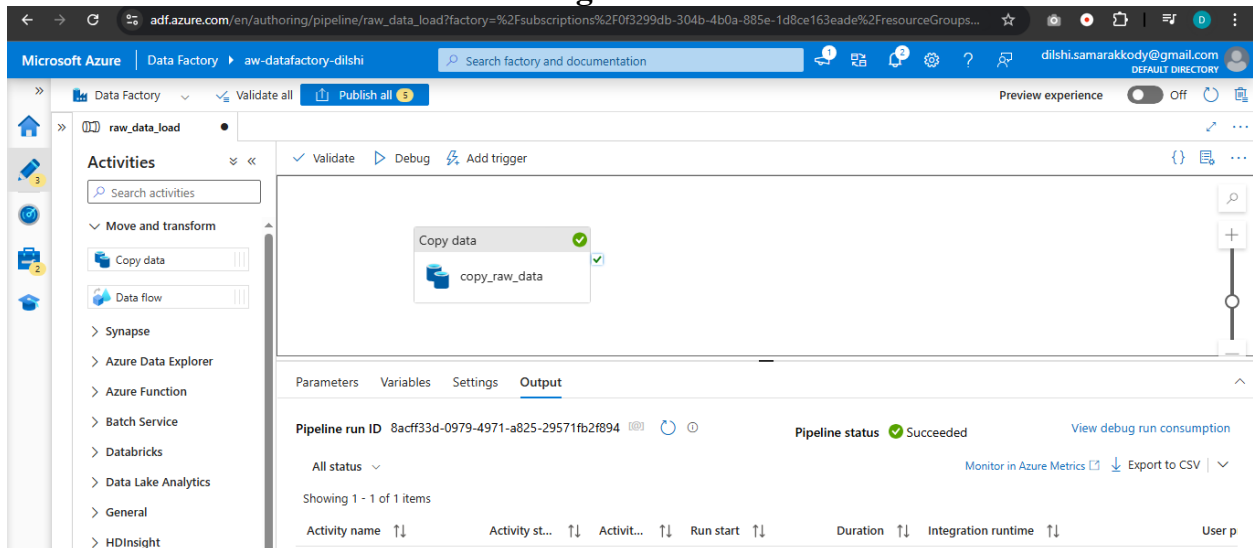 adf.azure.com/en/authoring/pipeline/raw_data_load?factory=%2Fsubscriptions%2F0f3299db-304b-4b0a-885e-1d8ce163eade%2FresourceGroups...
D
Microsoft Azure Data Factory aw-datafactory-dilshi Search factory and documentation 1 2 dilshi.samarakkody@gmail.com
DEFAULT DIRECTORY
Data Factory Validate all Publish all 5 Preview experience Off
raw_data_load
Activities Validate Debug Add trigger
3
Search activities
Move and transform
Copy data
Copy data
2
copy_raw_data
Data flow
Synapse
Azure Data Explorer
Azure Function
Batch Service
Databricks
Data Lake Analytics
General
HDInsight
Parameters Variables Settings Output
Pipeline run ID 8acff33d-0979-4971-a825-29571fb2f894 Pipeline status Succeeded View debug run consumption
All status Monitor in Azure Metrics Export to CSV
Showing 1 - 1 of 1 items
Activity name Activity st... Activit... Run start Duration Integration runtime User p